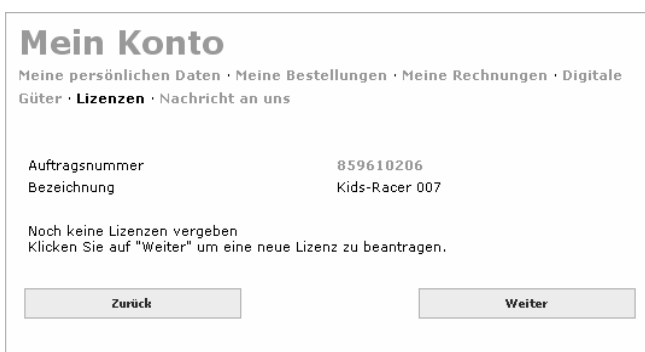 Mein Konto
Meine persönlichen Daten · Meine Bestellungen · Meine Rechnungen · Digitale
Güter · Lizenzen · Nachricht an uns
Auftragsnummer 859610206
Bezeichnung Kids-Racer 007
Noch keine Lizenzen vergeben
Klicken Sie auf "Weiter" um eine neue Lizenz zu beantragen.
Zurück Weiter